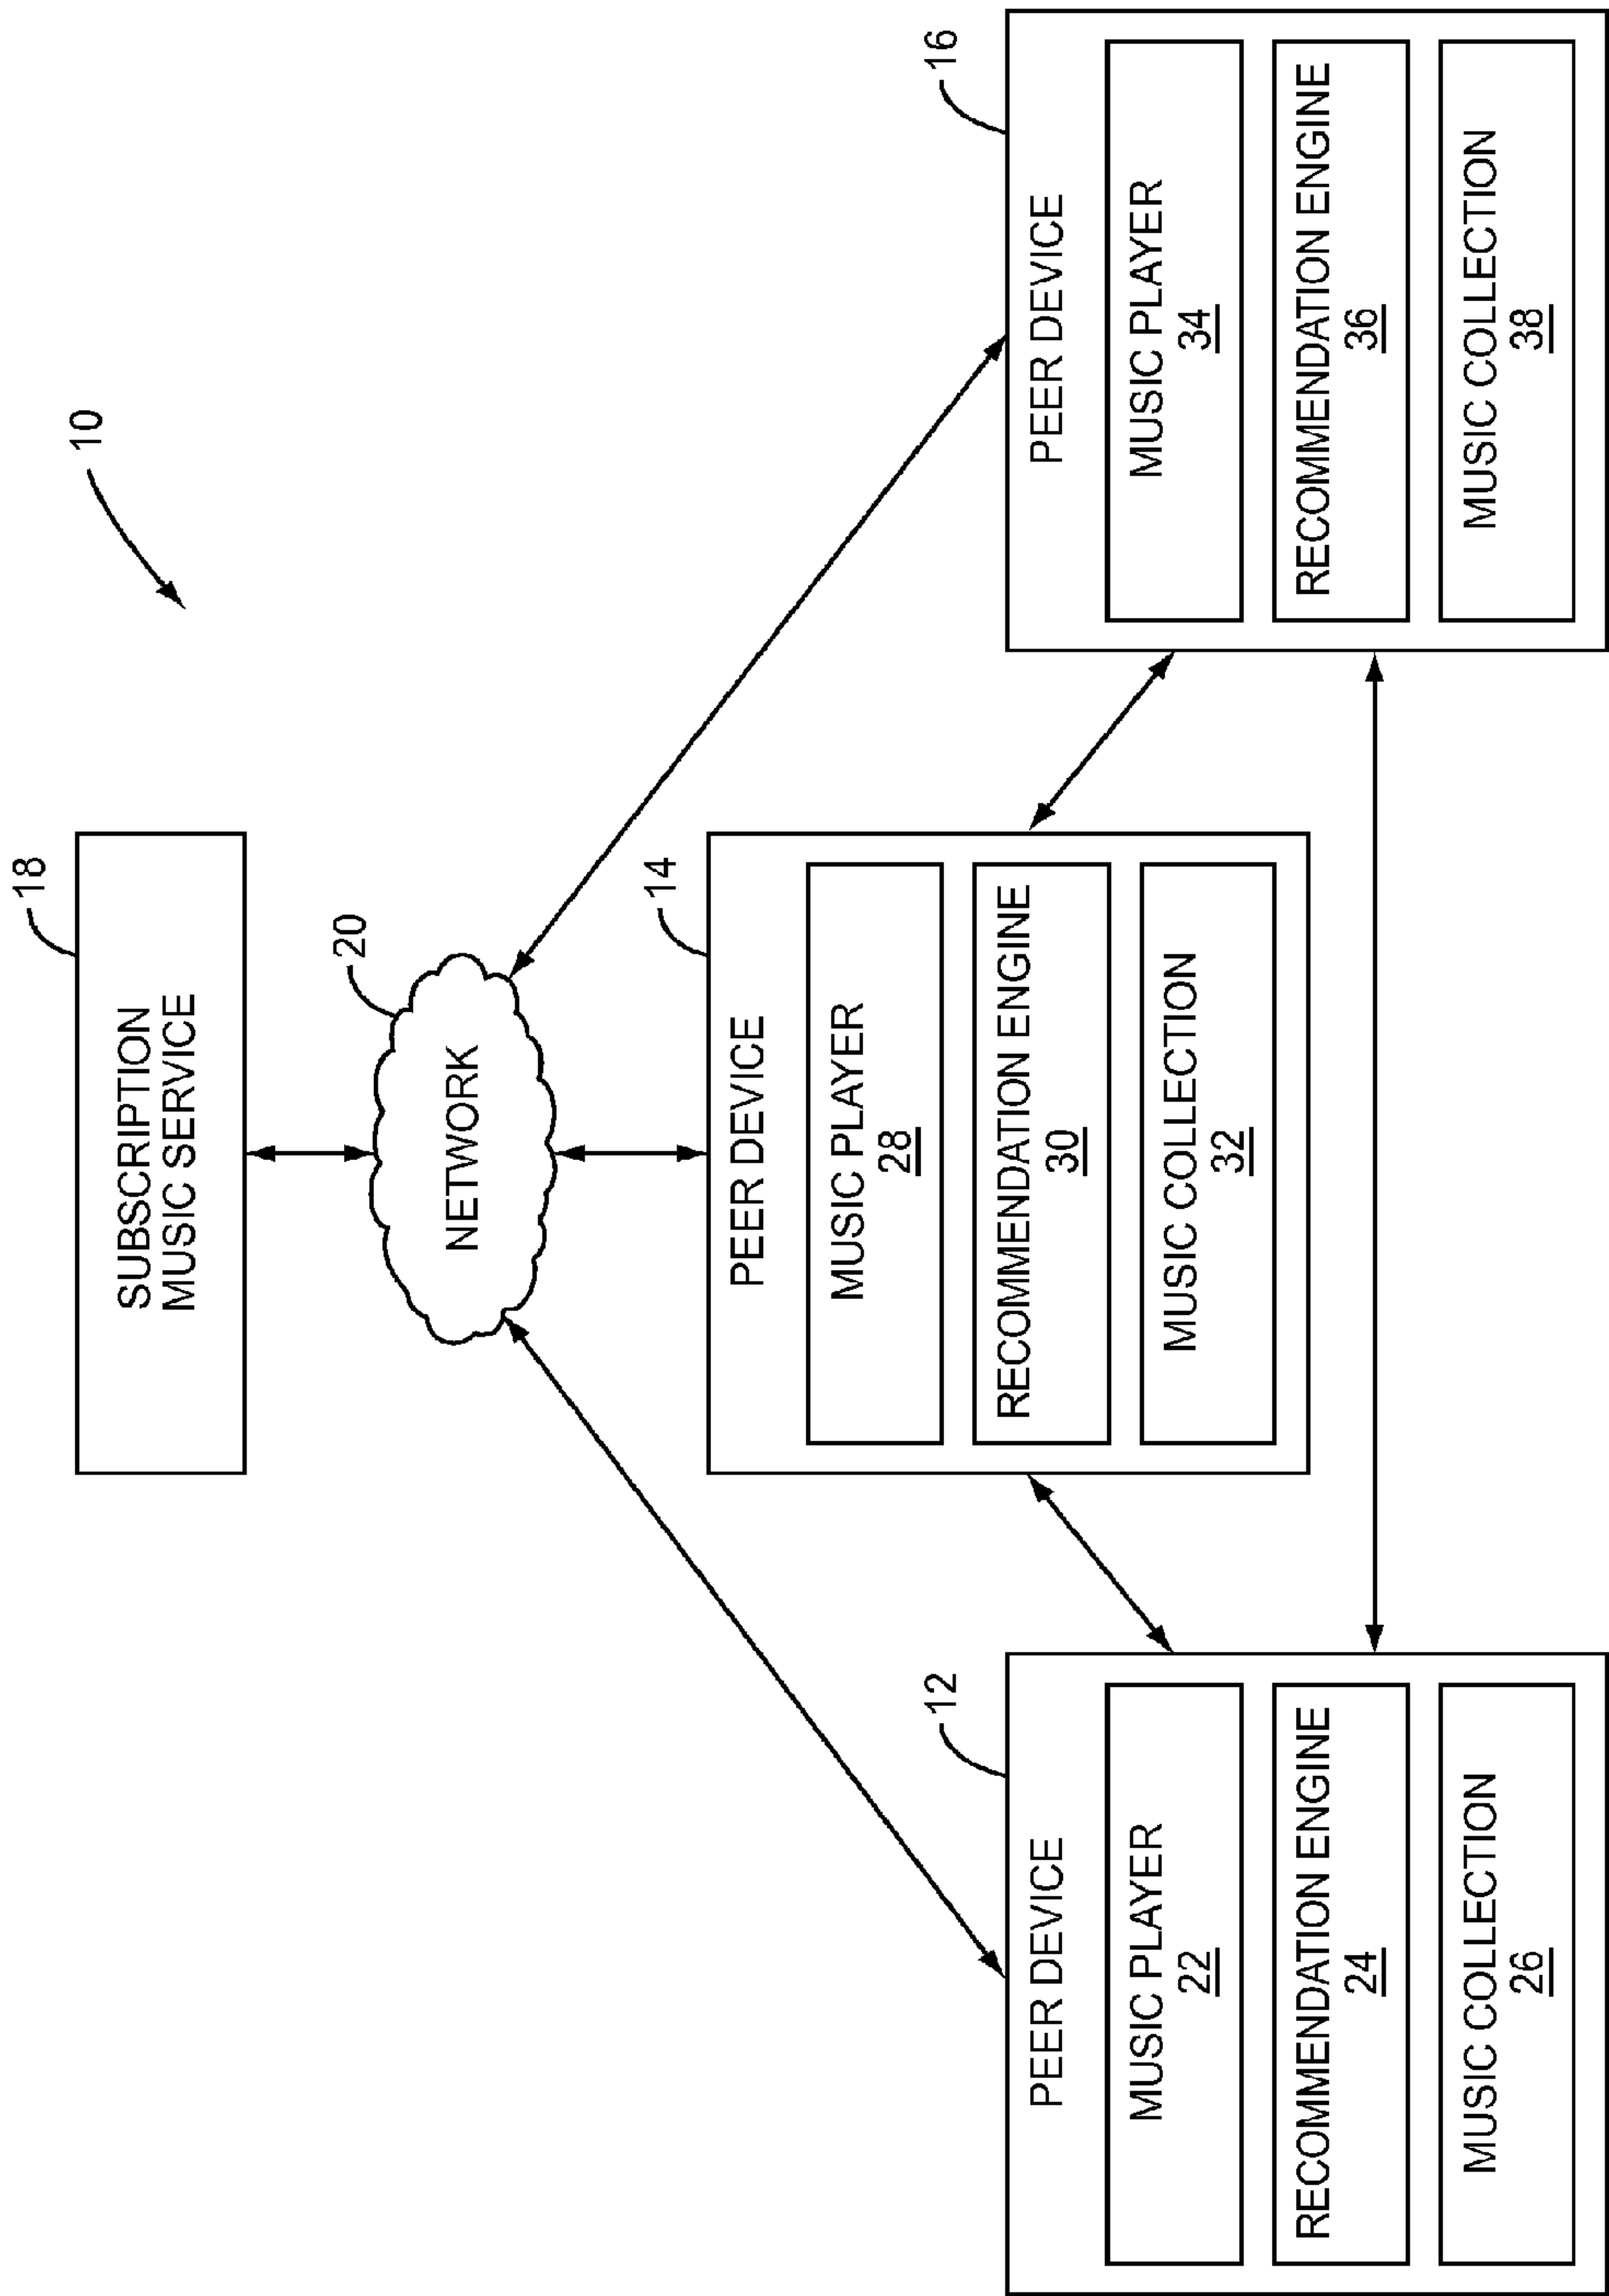 10
18
SUBSCRIPTION
MUSIC SERVICE
20
NETWORK
12
PEER DEVICE
MUSIC PLAYER
22
RECOMMENDATION ENGINE
24
MUSIC COLLECTION
26
14
PEER DEVICE
MUSIC PLAYER
28
RECOMMENDATION ENGINE
30
MUSIC COLLECTION
32
16
PEER DEVICE
MUSIC PLAYER
34
RECOMMENDATION ENGINE
36
MUSIC COLLECTION
38